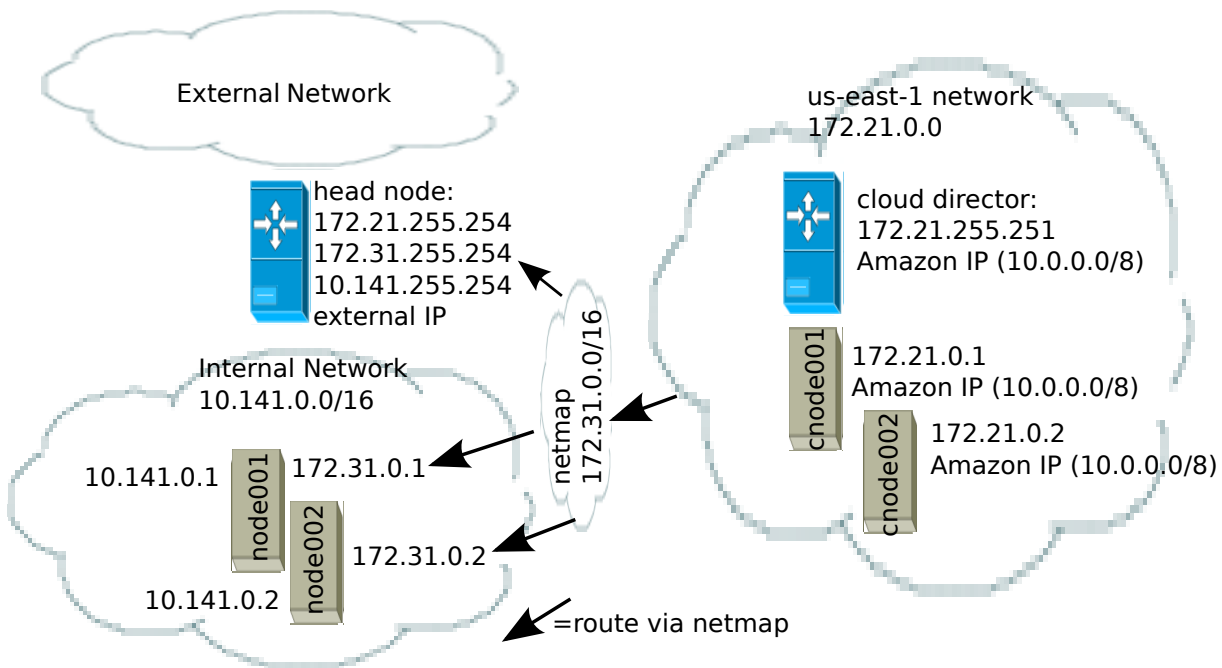 External Network
us-east-1 network
172.21.0.0
head node:
172.21.255.254
172.31.255.254
10.141.255.254
external IP
cloud director:
172.21.255.251
Amazon IP (10.0.0.0/8)
netmap
172.31.0.0/16
cnode001
172.21.0.1
Amazon IP (10.0.0.0/8)
cnode002
172.21.0.2
Amazon IP (10.0.0.0/8)
Internal Network
10.141.0.0/16
10.141.0.1
node001
172.31.0.1
10.141.0.2
node002
172.31.0.2
=route via netmap